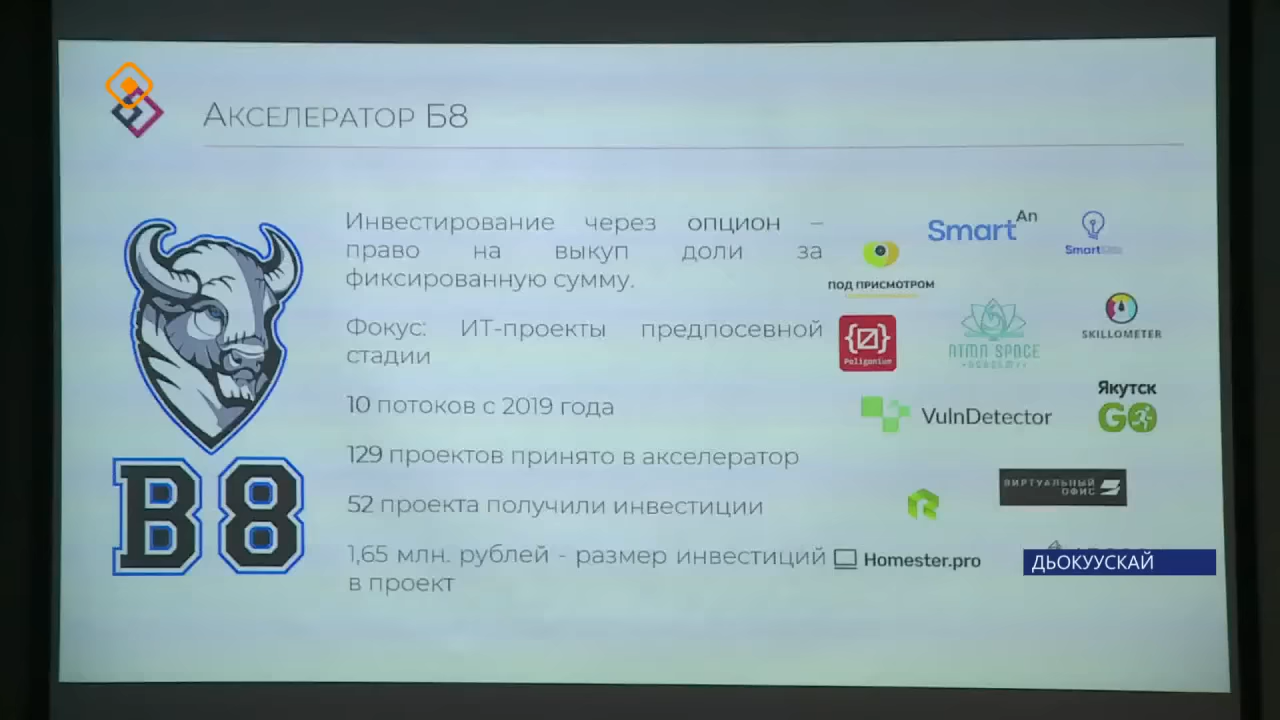 Акселератор Б8
Инвестирование через опцион –
право на выкуп доли за
фиксированную сумму.
Фокус: ИТ-проекты предпосевной
стадии
10 потоков с 2019 года
129 проектов принято в акселератор
52 проекта получили инвестиции
1,65 млн. рублей - размер инвестиций
в проект
B8
SmartAn
Smart
ПОД ПРИСМОТРОМ
Poligonium
ATMA SPACE
ACADEMY
SKILLOMETER
VulnDetector
Якутск
GO
ВИРТУАЛЬНЫЙ
ОФИС
Homester.pro
ДЬОКУУСКАЙ